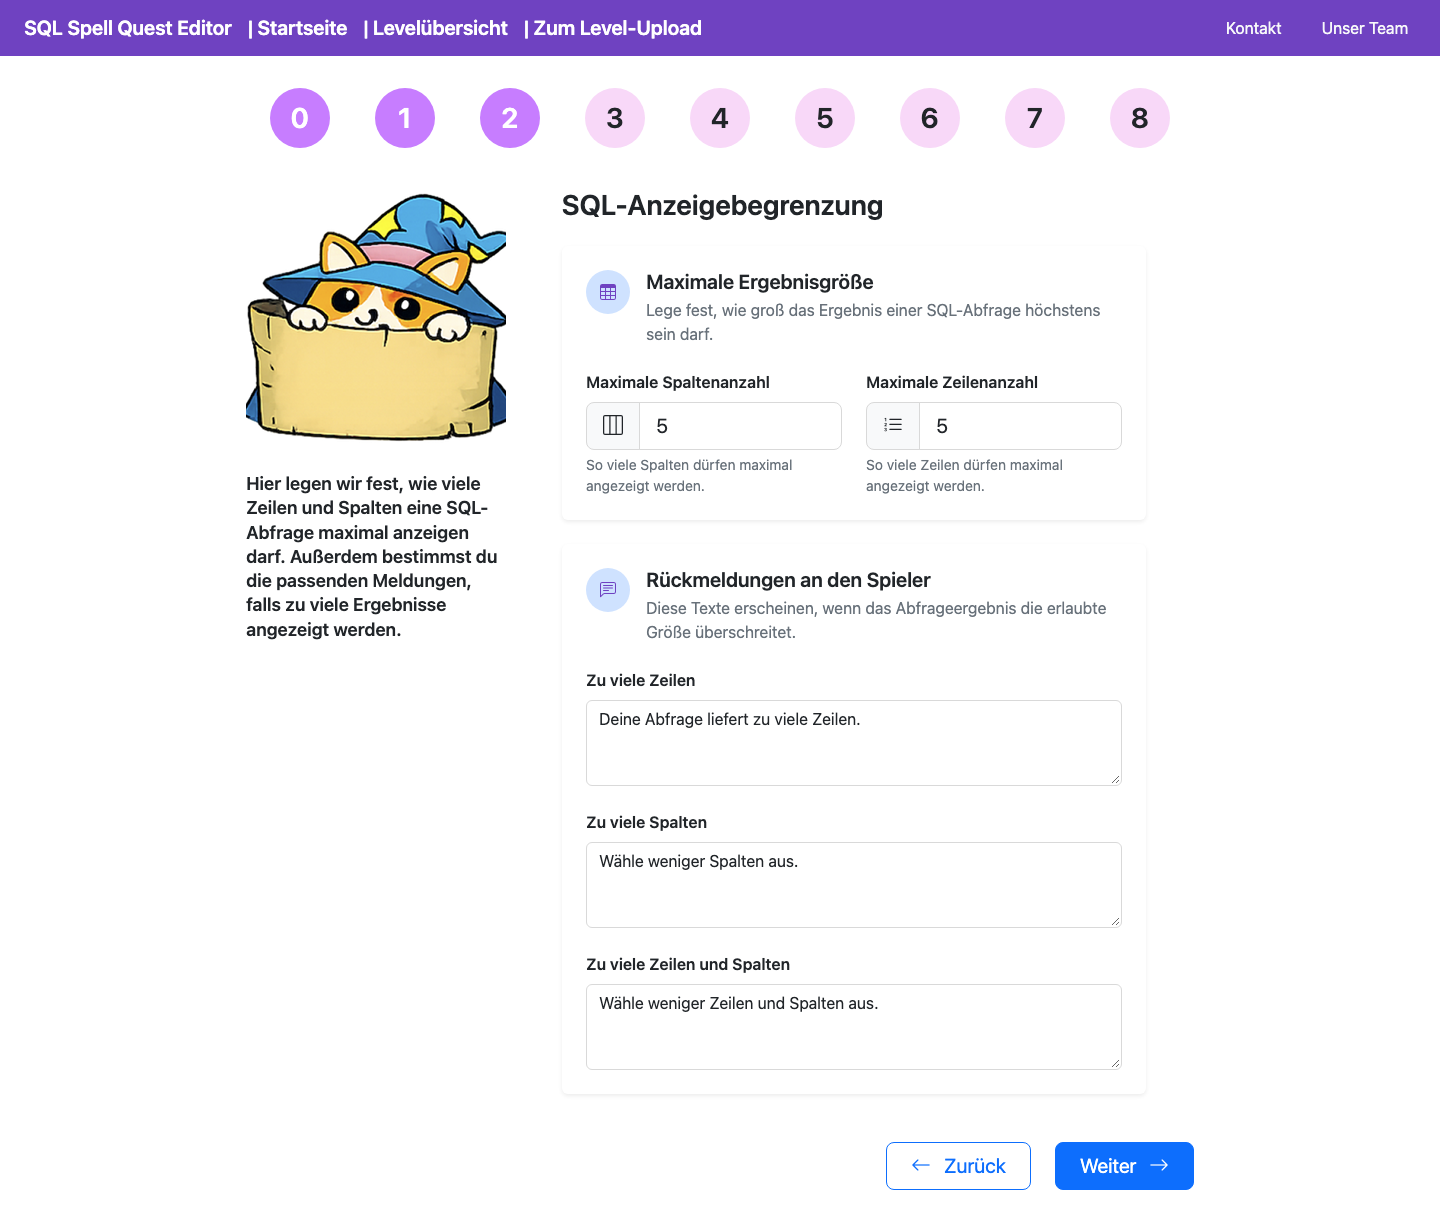 SQL Spell Quest Editor | Startseite | Levelübersicht | Zum Level-Upload Kontakt Unser Team
0 1 2 3 4 5 6 7 8
SQL-Anzeigebegrenzung
Maximale Ergebnisgröße
Lege fest, wie groß das Ergebnis einer SQL-Abfrage höchstens
sein darf.
Maximale Spaltenanzahl
5
So viele Spalten dürfen maximal
angezeigt werden.
Maximale Zeilenanzahl
5
So viele Zeilen dürfen maximal
angezeigt werden.
Hier legen wir fest, wie viele
Zeilen und Spalten eine SQL-
Abfrage maximal anzeigen
darf. Außerdem bestimmst du
die passenden Meldungen,
falls zu viele Ergebnisse
angezeigt werden.
Rückmeldungen an den Spieler
Diese Texte erscheinen, wenn das Abfrageergebnis die erlaubte
Größe überschreitet.
Zu viele Zeilen
Deine Abfrage liefert zu viele Zeilen.
Zu viele Spalten
Wähle weniger Spalten aus.
Zu viele Zeilen und Spalten
Wähle weniger Zeilen und Spalten aus.
Zurück
Weiter